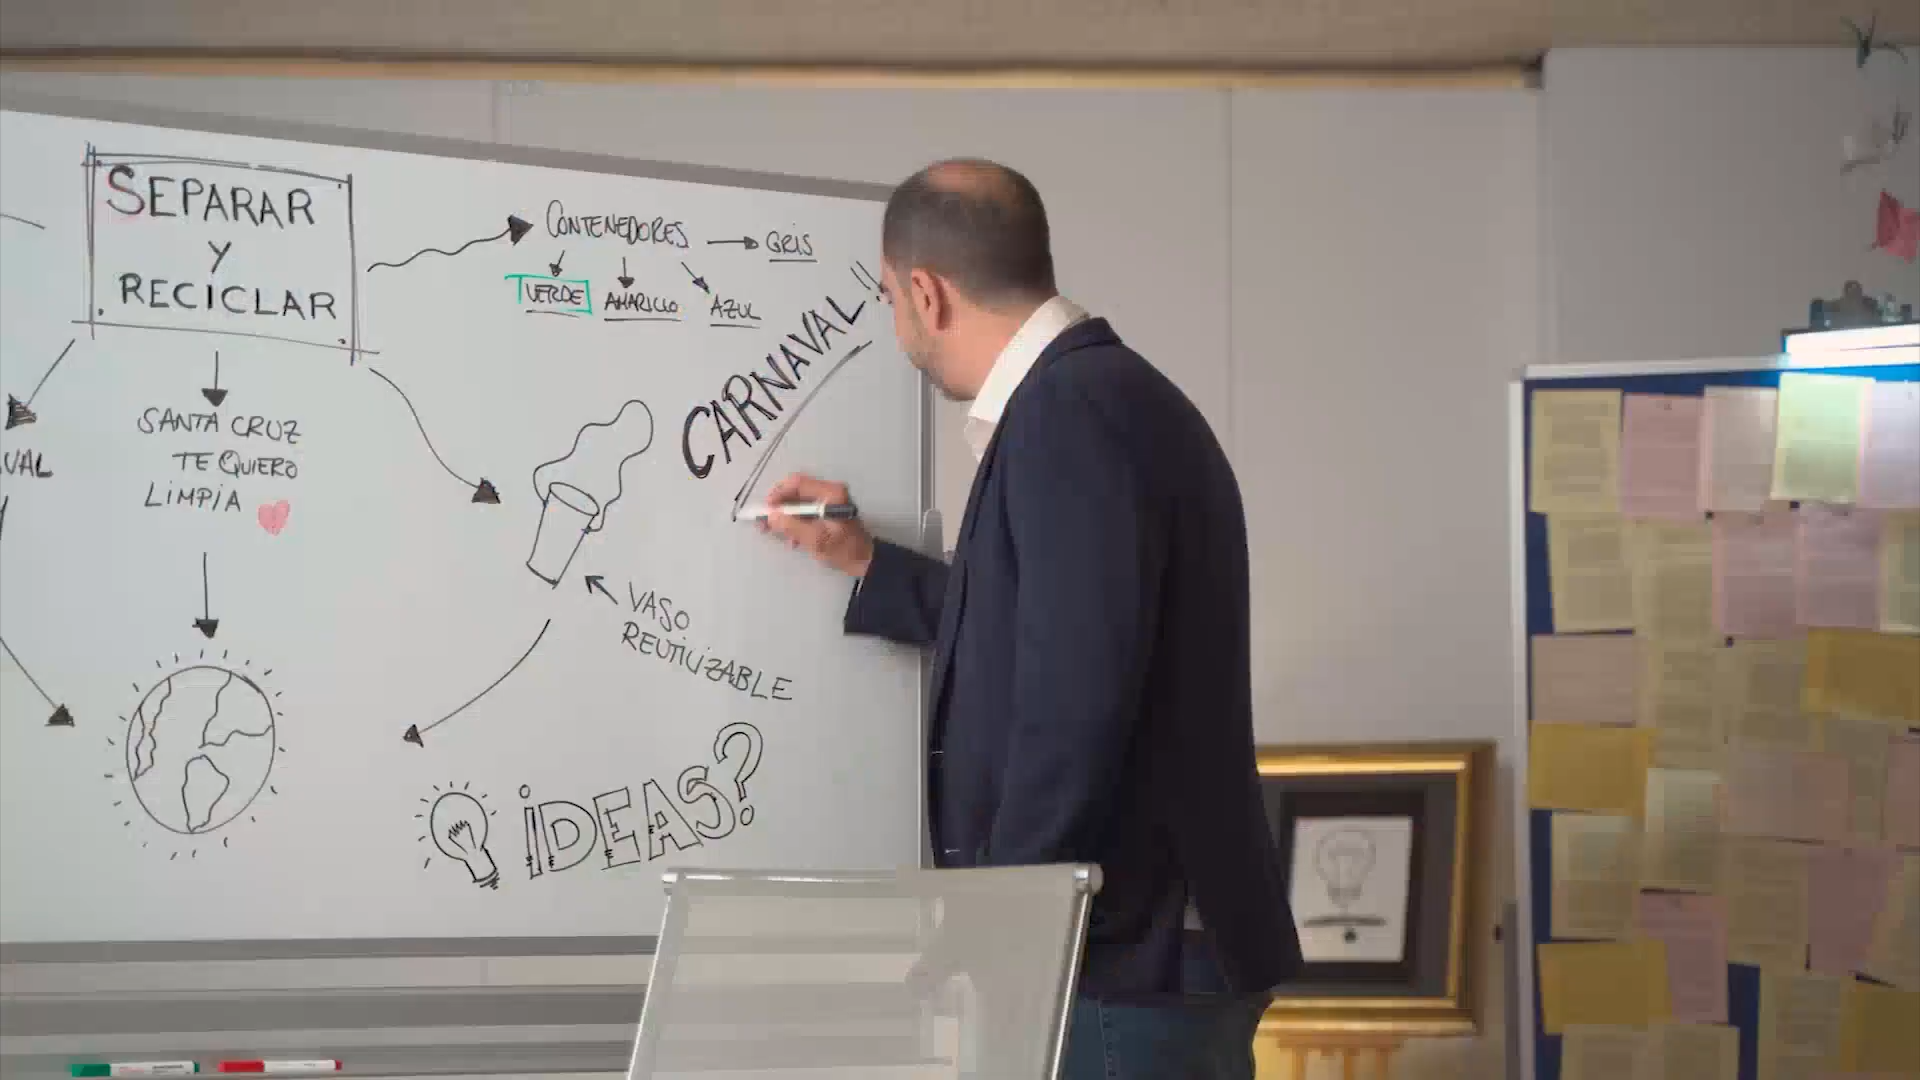 SEPARAR
Y
RECICLAR
CONTENEDORES
GRIS
VERDE
AMARILLO
AZUL
CARNAVAL!!
SANTA CRUZ
TE QUIERO
LIMPIA
VAL
VASO
REUTILIZABLE
IDEAS?